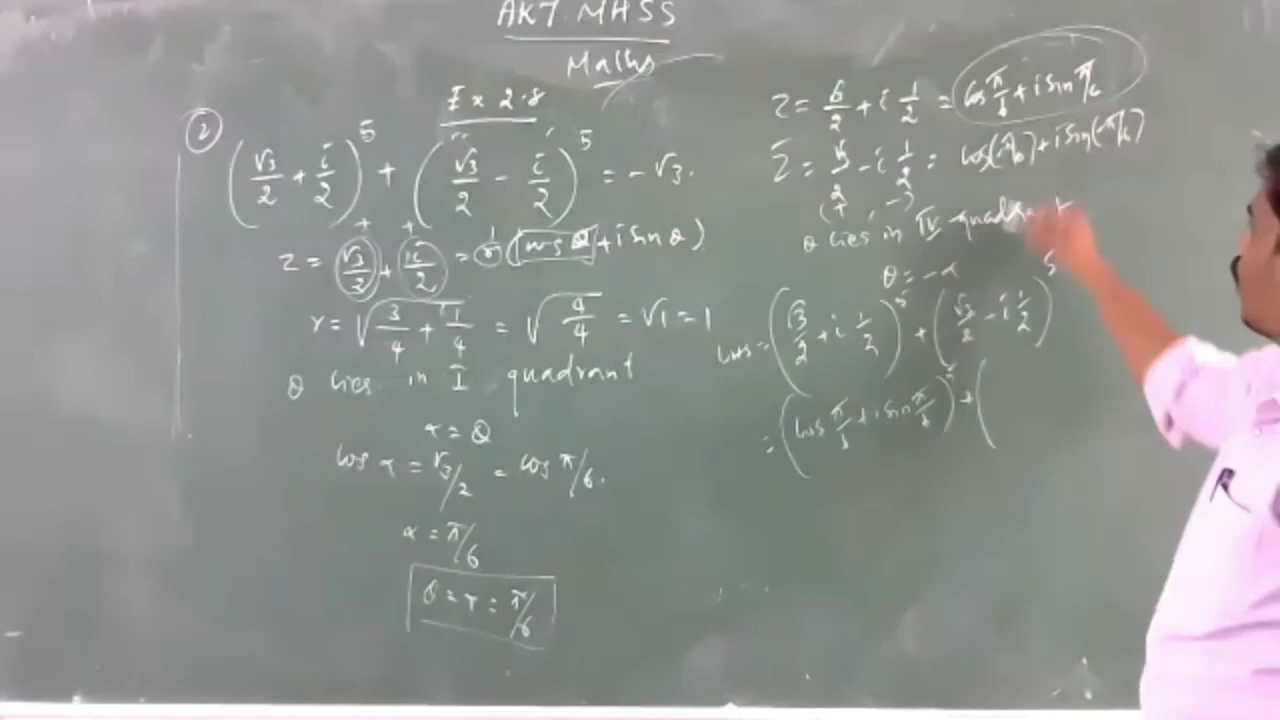 AKT MASS
Maths
Ex 2.8
② (√3/2 + i/2)^5 + (√3/2 - i/2)^5 = -√3.
z = √3/2 + i/2 = r (cos θ + i sin θ)
r = √(3/4 + 1/4) = √(4/4) = √1 = 1
θ lies in I quadrant
α = θ
cos α = √3/2 = cos π/6.
α = π/6
θ = α = π/6
z = √3/2 + i 1/2 = cos π/6 + i sin π/6
z̄ = √3/2 - i 1/2 = cos(-π/6) + i sin(-π/6)
(+, -)
θ lies in IV quadrant
θ = -α
LHS = (√3/2 + i 1/2)^5 + (√3/2 - i 1/2)^5
= (cos π/6 + i sin π/6)^5 + (